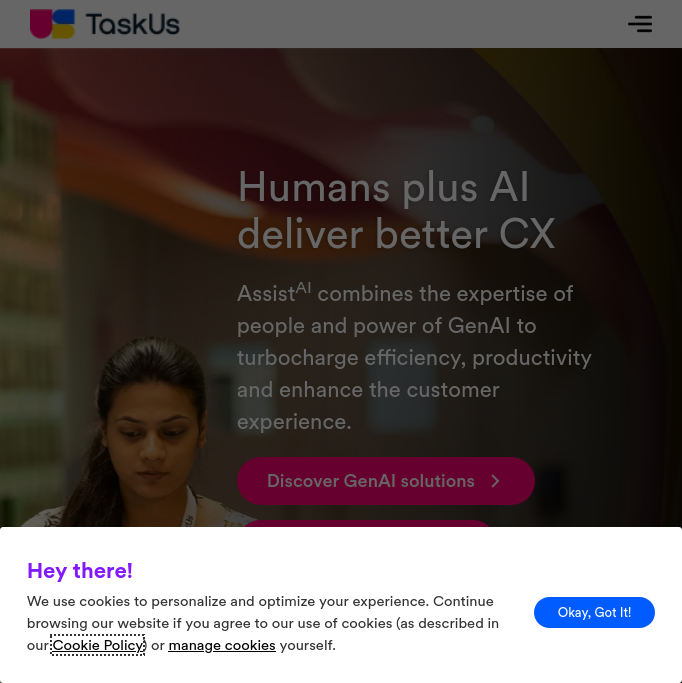 TaskUs
Humans plus AI
deliver better CX
AssistAI combines the expertise of
people and power of GenAI to
turbocharge efficiency, productivity
and enhance the customer
experience.
Discover GenAI solutions
Hey there!
We use cookies to personalize and optimize your experience. Continue
browsing our website if you agree to our use of cookies (as described in
our Cookie Policy) or manage cookies yourself.
Okay, Got It!